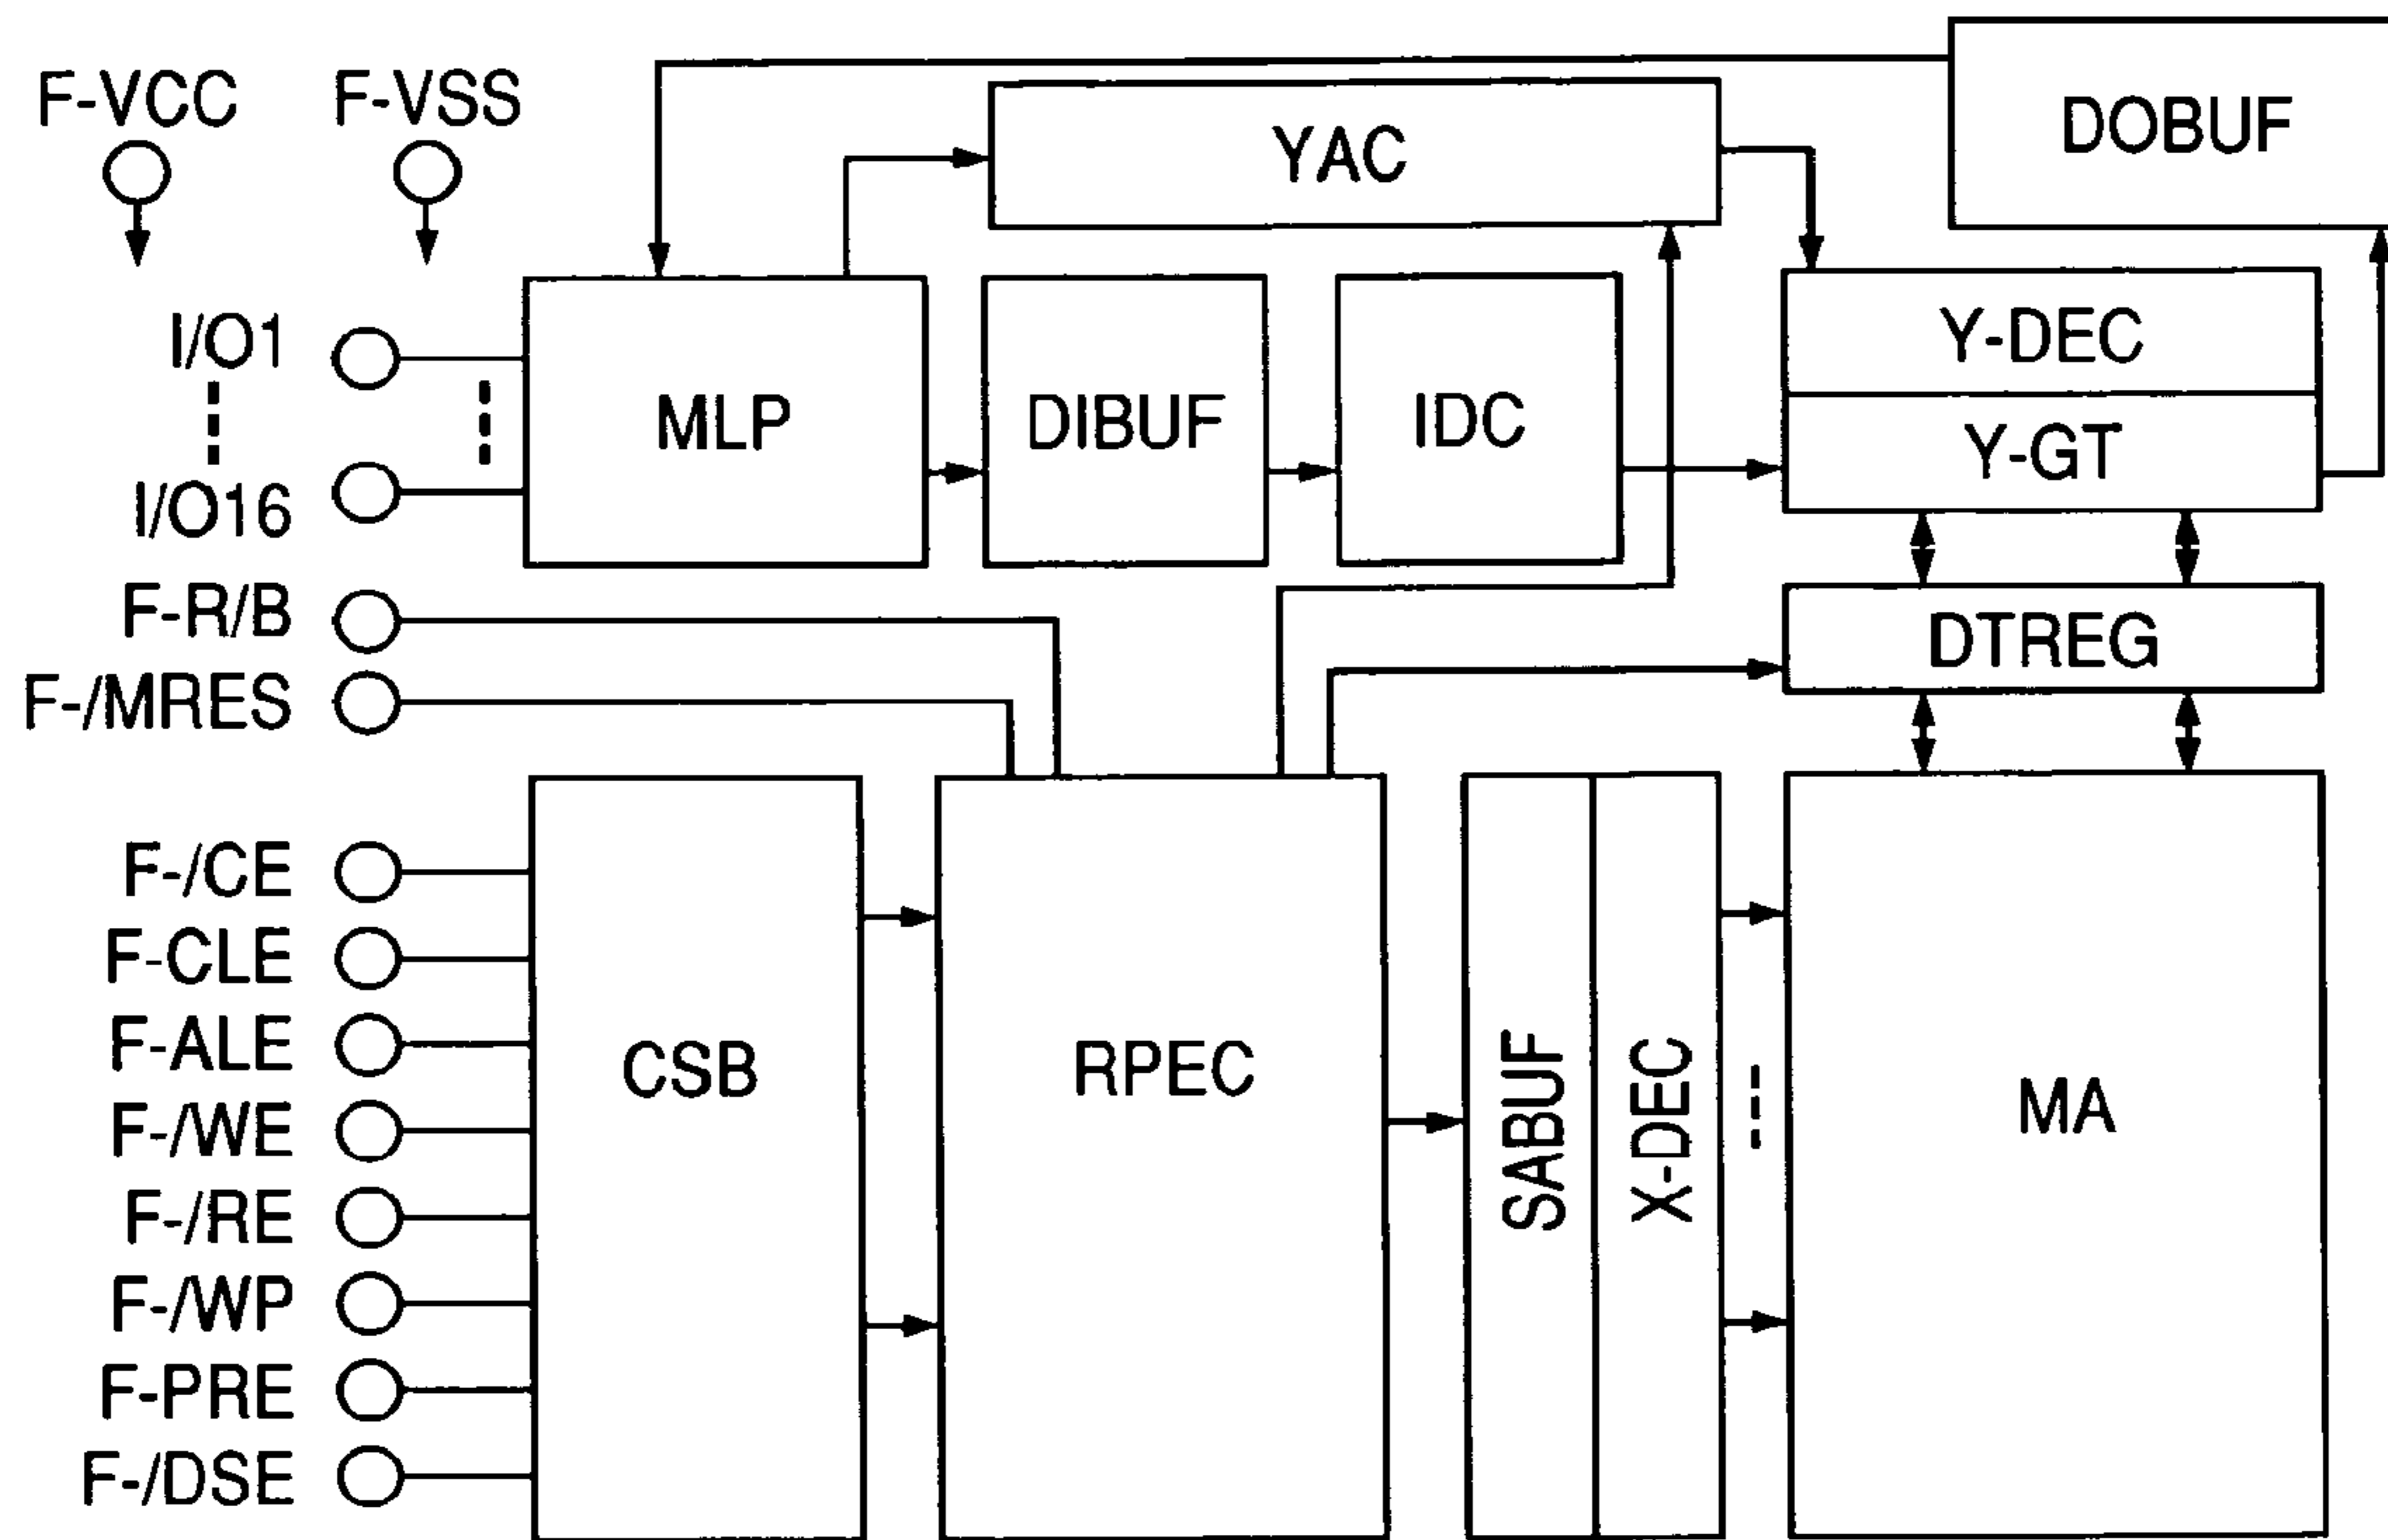 F-VCC
F-VSS
I/O1
I/O16
F-R/B
F-/MRES
F-/CE
F-CLE
F-ALE
F-/WE
F-/RE
F-/WP
F-PRE
F-/DSE
DOBUF
YAC
MLP
DIBUF
IDC
Y-DEC
Y-GT
DTREG
CSB
RPEC
SABUF
X-DEC
MA